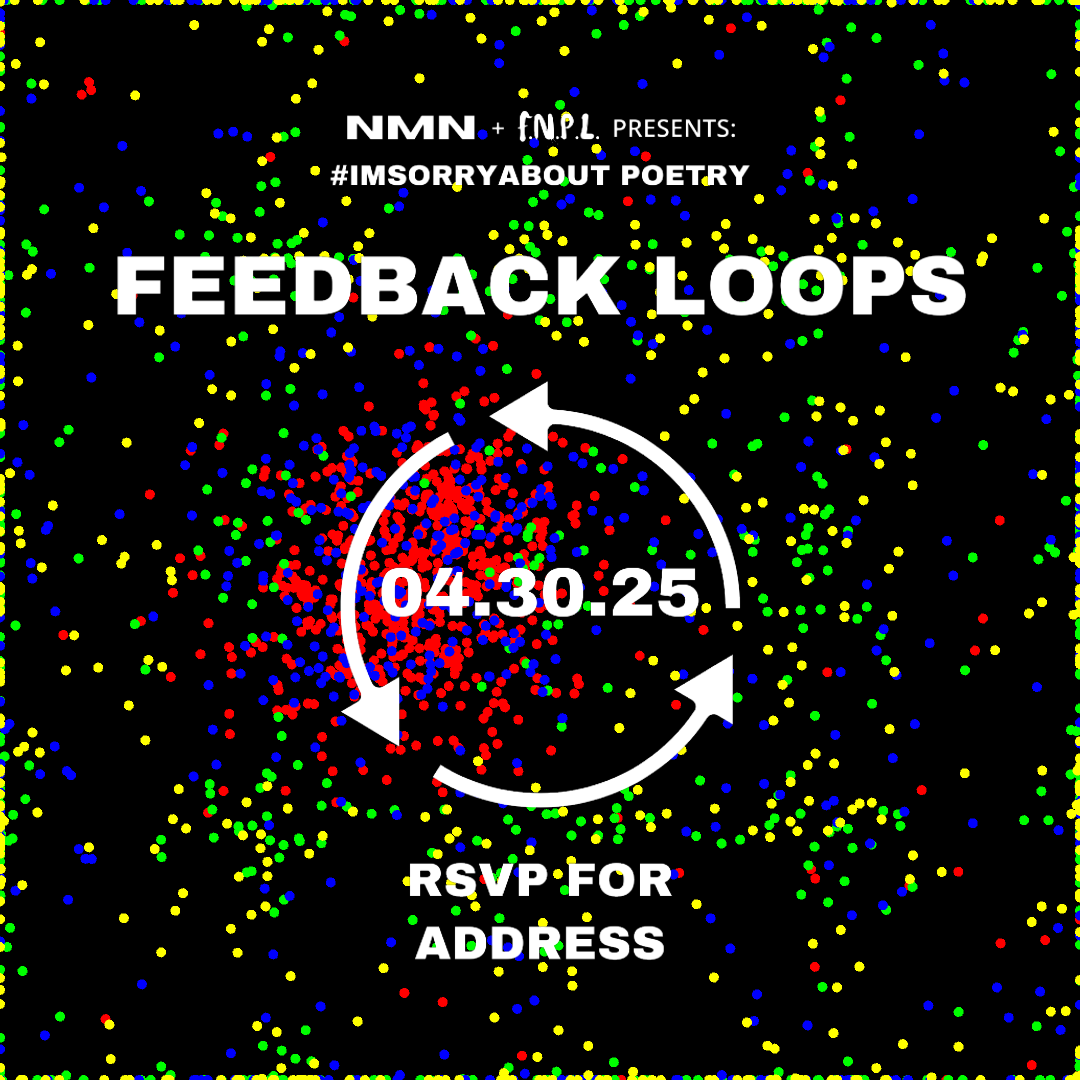 NMN + F.N.P.L. PRESENTS:
#IMSORRYABOUT POETRY
FEEDBACK LOOPS
04.30.25
RSVP FOR
ADDRESS